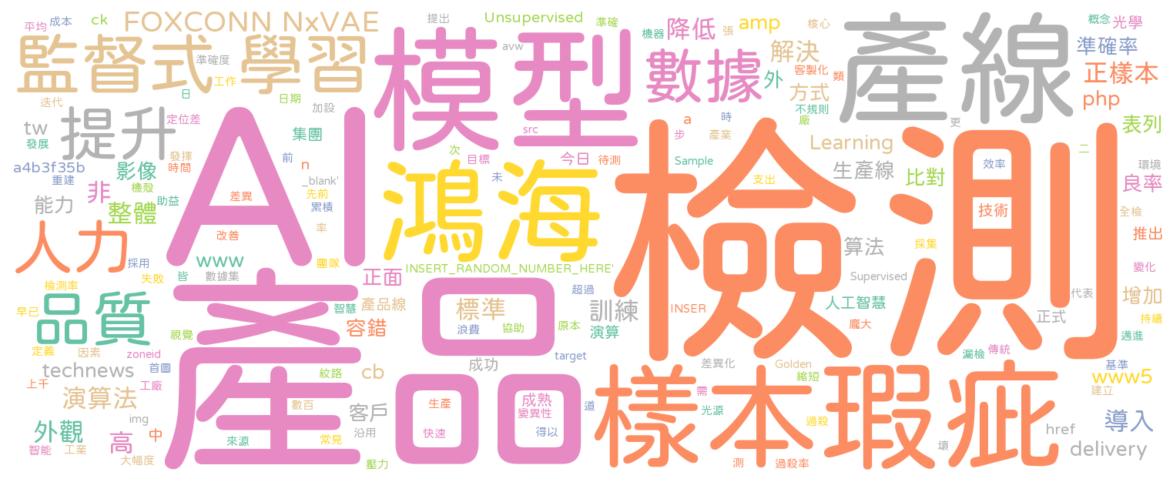 平均 成本 ck FOXCONN NxVAE 提出 Unsupervised 準確 張 核心 概念 光學
監督式 學習 準確度 工作 avw 機器 降低 amp 解決 客製化 類 準確率
迭代 日 日期 加設 模型 數據 外 方式 不規則 廠 產線 正樣本 php
tw 發展 提升 定位差 集團 src a 步 時 產業 更 表列
a4b3f35b 重建 影像 機殼 發揮 時間 前 n 次 目標 今日 待測 Sample Learning 生產線 比對 效率 二 環境 良率
能力 非 整體 助益 AI 差異 _blank' 先前 累積 未 鴻海 支出 檢測 技術 全檢
人力 採用 改善 率 團隊 算法 採集 推出
檢測率 失敗 www 皆 數據集 正面 INSERT_RANDOM_NUMBER_HERE' 超過 INSER Supervised 代表 變化
早已 品質 智慧 產品線 標準 訓練 人工智慧 增加 持續
定義 因素 zoneid 視覺 容錯 浪費 協助 原本 演算 龐大 正式 邁進
technews 首圖 產品 紋路 成功 target 差異化 Golden 漏檢 傳統 基準
上千 工廠 cb 縮短 www5 建立
演算法 數百 客戶 生產 成熟 變異性 道 樣本 需 光源 過殺 瑕疵
外觀 img 高 中 來源 常見 沿用 快速 得以 href 導入
智能 工業 大幅度 壓力 測 過殺率 壞 delivery